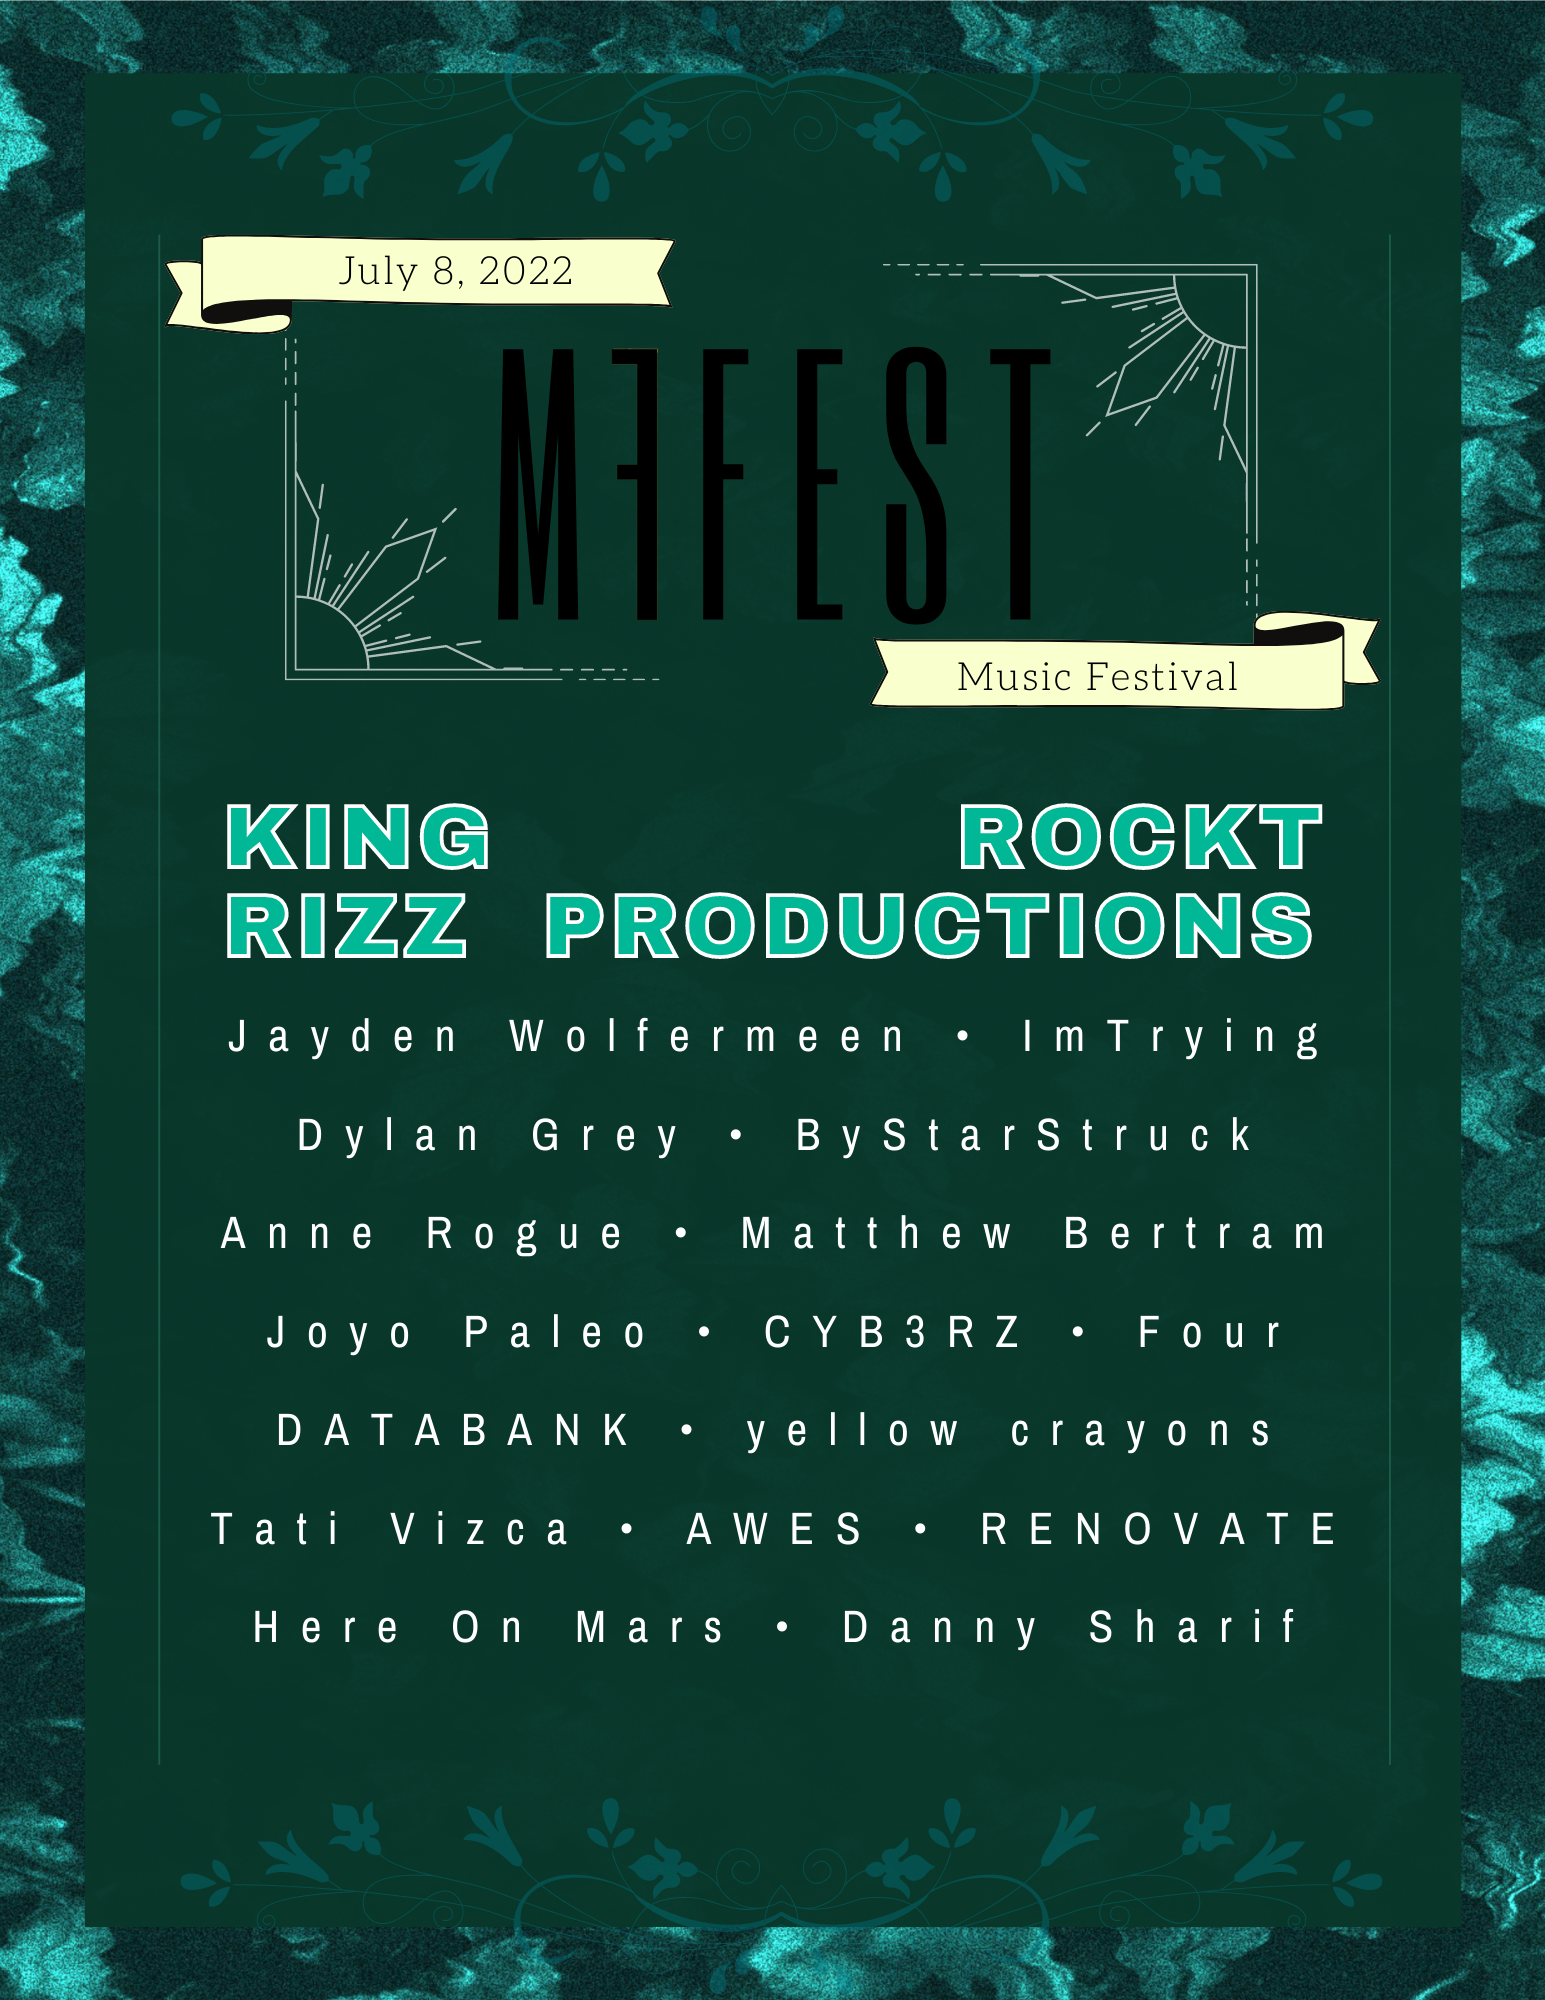 July 8, 2022
MFFEST
Music Festival
KING ROCKT
RIZZ PRODUCTIONS
Jayden Wolfermeen • ImTrying
Dylan Grey • ByStarStruck
Anne Rogue • Matthew Bertram
Joyo Paleo • CYB3RZ • Four
DATABANK • yellow crayons
Tati Vizca • AWES • RENOVATE
Here On Mars • Danny Sharif